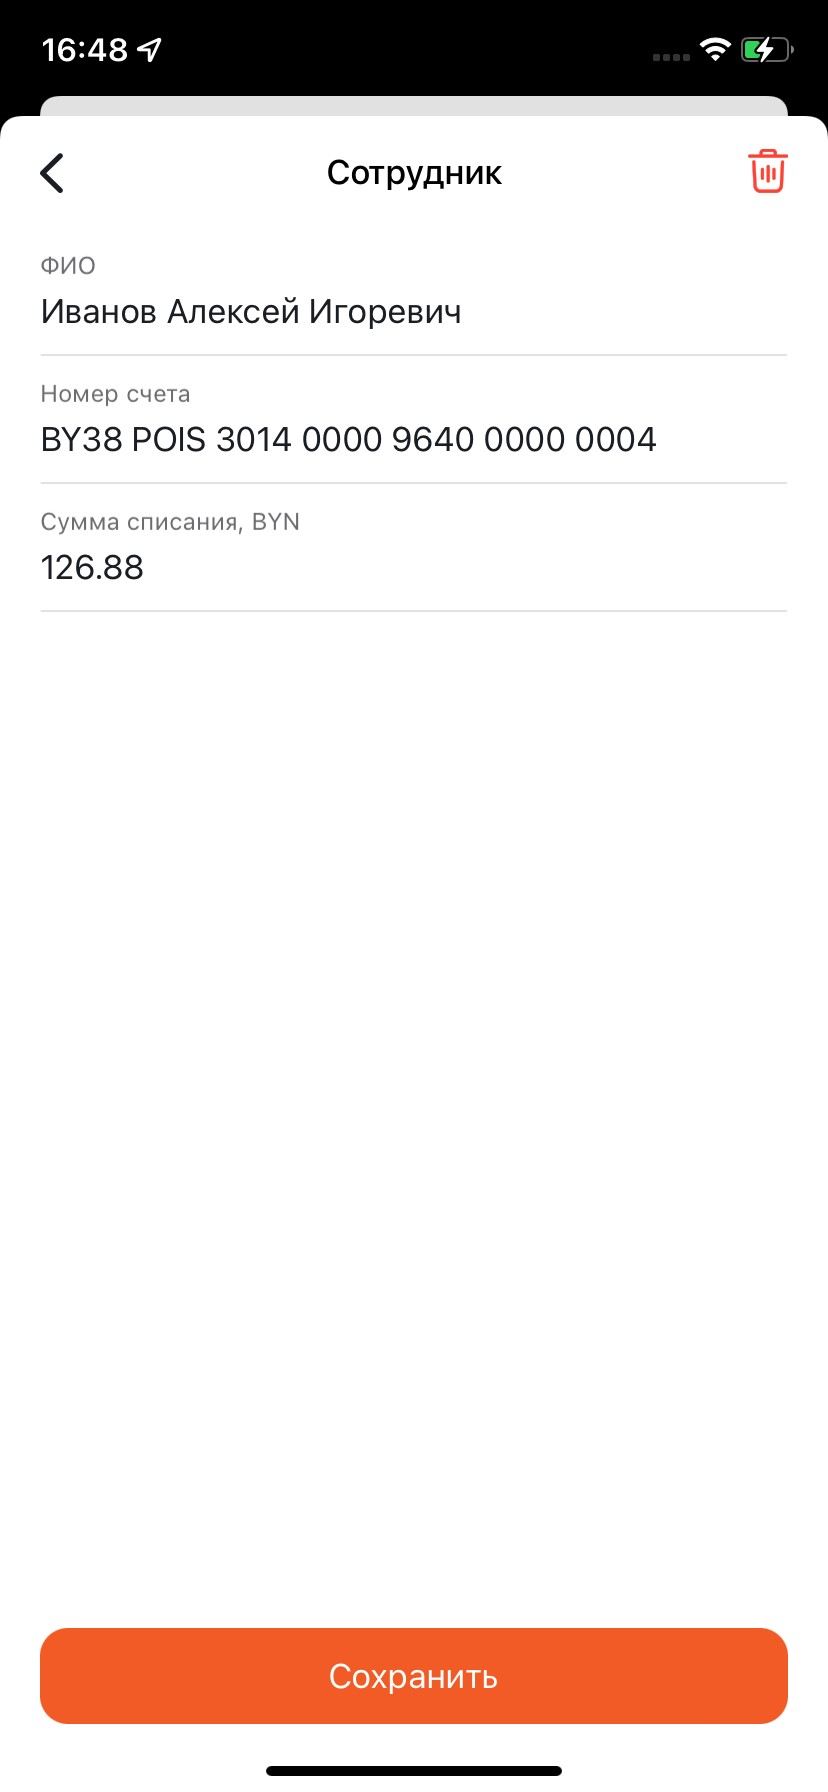 16:48
Сотрудник
ФИО
Иванов Алексей Игоревич
Номер счета
BY38 POIS 3014 0000 9640 0000 0004
Сумма списания, BYN
126.88
Сохранить